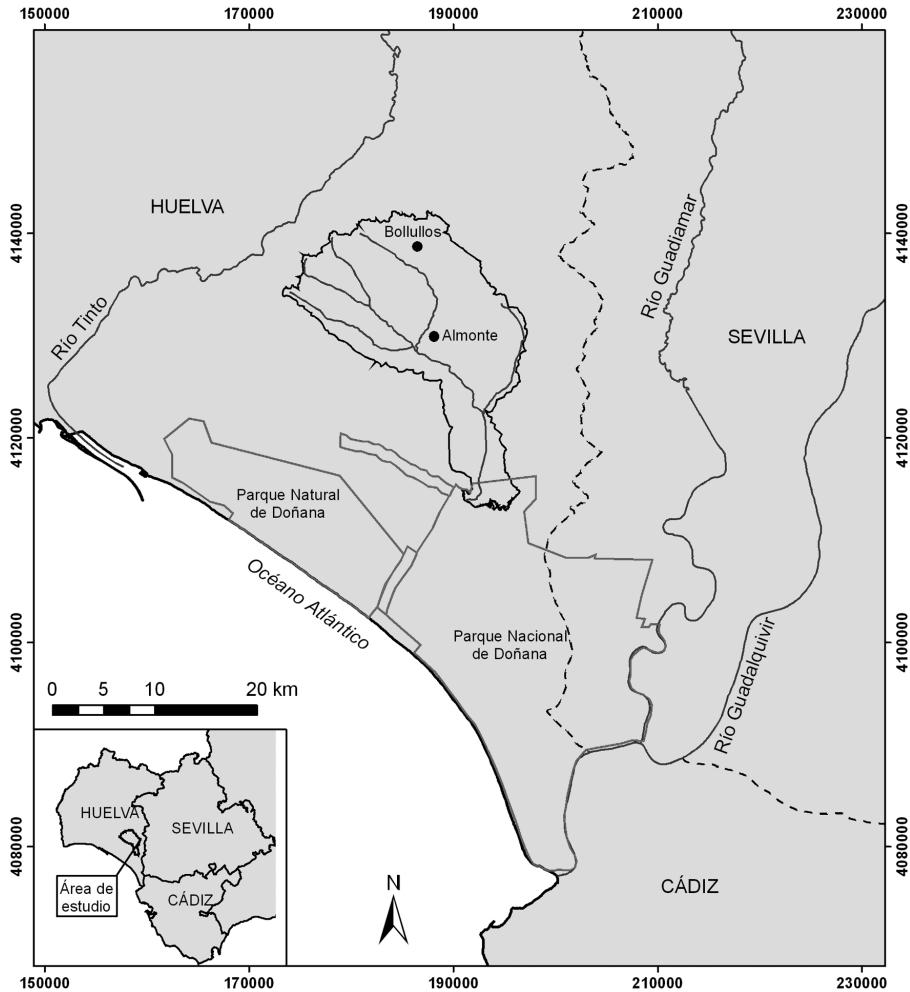 150000
170000
190000
210000
230000
4140000
4140000
HUELVA
Bollullos
Río Guadiamar
Río Tinto
Almonte
SEVILLA
4120000
4120000
Parque Natural
de Doñana
Océano Atlántico
4100000
4100000
Parque Nacional
de Doñana
Río Guadalquivir
0 5 10 20 km
HUELVA
SEVILLA
4080000
4080000
Área de
estudio
CÁDIZ
N
CÁDIZ
150000
170000
190000
210000
230000